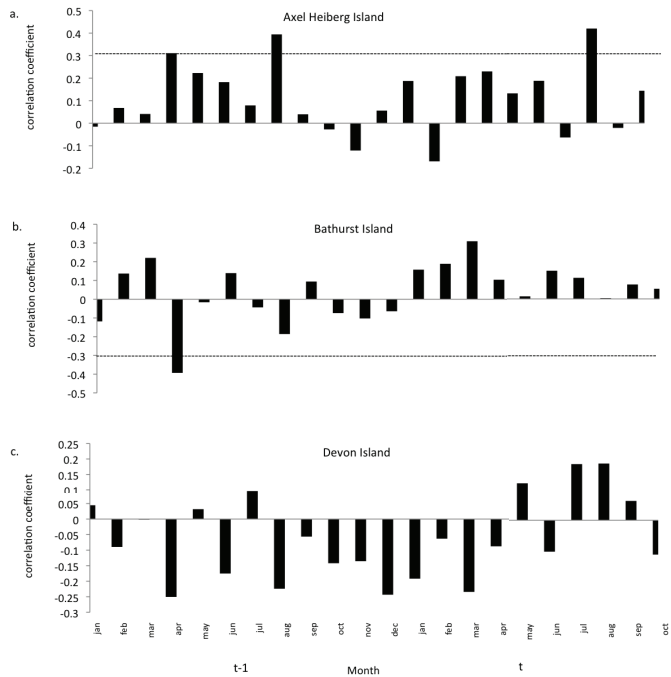 a.
Axel Heiberg Island
correlation coefficient
0.5
0.4
0.3
0.2
0.1
0
-0.1
-0.2
b.
Bathurst Island
correlation coefficient
0.4
0.3
0.2
0.1
0
-0.1
-0.2
-0.3
-0.4
-0.5
c.
Devon Island
correlation coefficient
0.25
0.2
0.15
0.1
0.05
0
-0.05
-0.1
-0.15
-0.2
-0.25
-0.3
jan feb mar apr may jun jul aug sep oct nov dec jan feb mar apr may jun jul aug sep oct
t-1 Month t